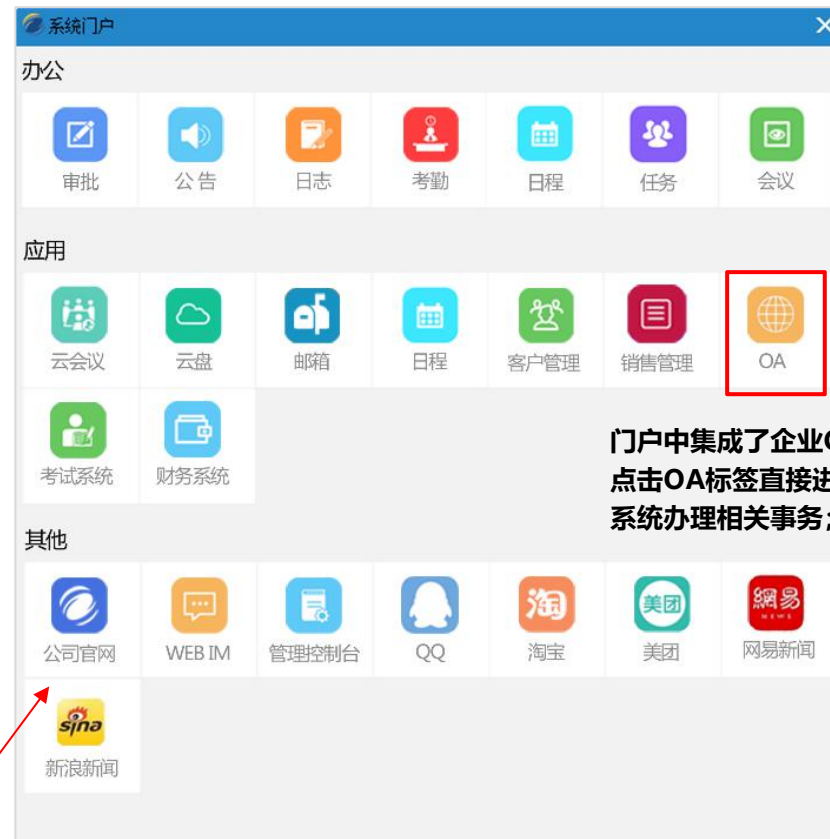 系统门户
办公
审批 公告 日志 考勤 日程 任务 会议
应用
云会议 云盘 邮箱 日程 客户管理 销售管理 OA
考试系统 财务系统
门户中集成了企业
点击OA标签直接进
系统办理相关事务;
其他
淘 美团 網易
NEWS
公司官网 WEB IM 管理控制台 QQ 淘宝 美团 网易新闻
sina
新浪新闻